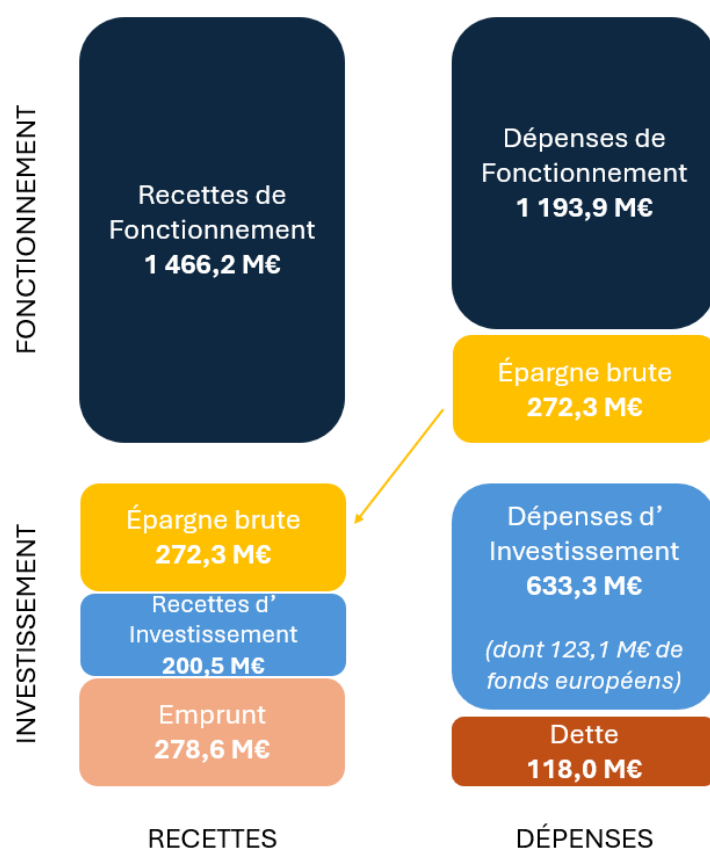 FONCTIONNEMENT
Recettes de
Fonctionnement
1 466,2 M€
Dépenses de
Fonctionnement
1 193,9 M€
Épargne brute
272,3 M€
INVESTISSEMENT
Épargne brute
272,3 M€
Recettes d’
Investissement
200,5 M€
Emprunt
278,6 M€
Dépenses d’
Investissement
633,3 M€
(dont 123,1 M€ de
fonds européens)
Dette
118,0 M€
RECETTES
DÉPENSES